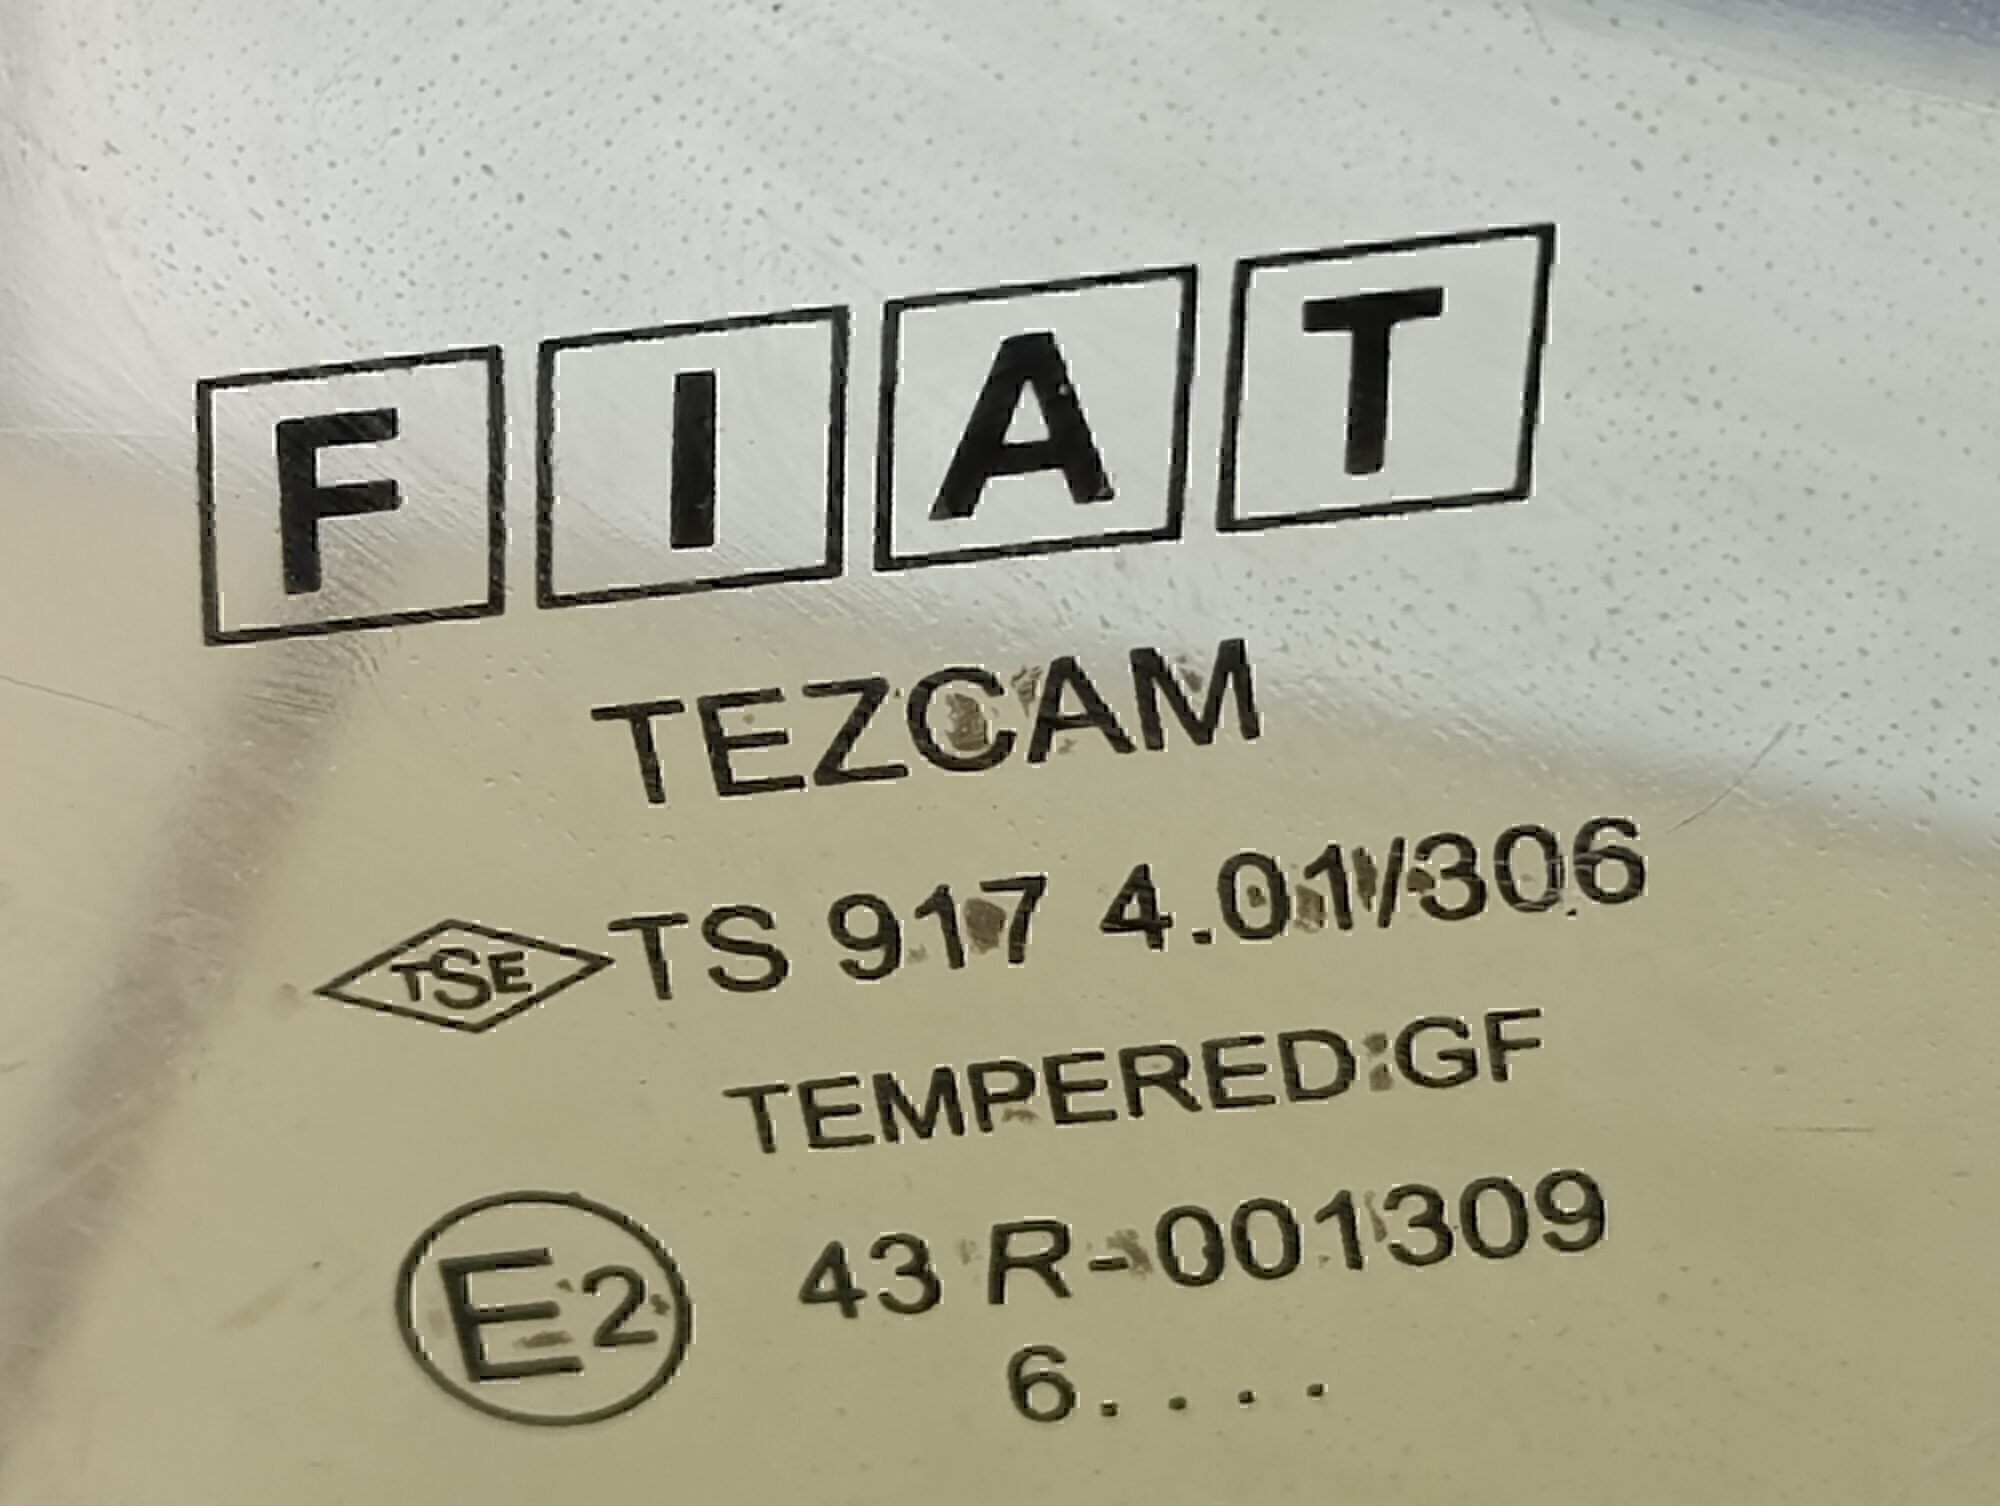 FIAT
TEZCAM
TSE TS 917 4.01/306
TEMPERED:GF
E2 43 R-001309
6....